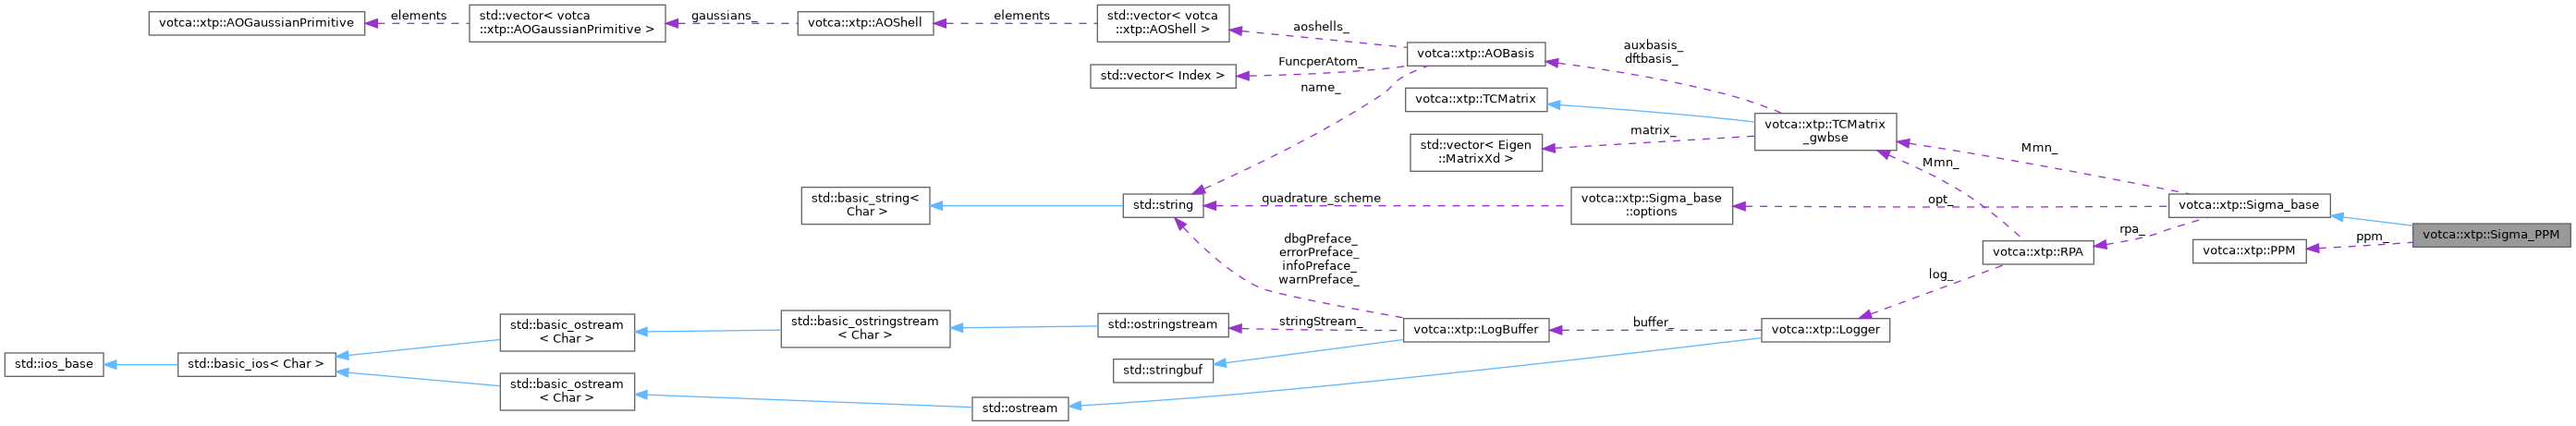 votca::xtp::AOGaussianPrimitive
elements
std::vector< votca
::xtp::AOGaussianPrimitive >
gaussians_
votca::xtp::AOShell
elements
std::vector< votca
::xtp::AOShell >
aoshells_
votca::xtp::AOBasis
auxbasis_
dftbasis_
std::vector< Index >
FuncperAtom_
name_
votca::xtp::TCMatrix
votca::xtp::TCMatrix
_gwbse
std::vector< Eigen
::MatrixXd >
matrix_
Mmn_
Mmn_
std::basic_string<
Char >
std::string
quadrature_scheme
votca::xtp::Sigma_base
::options
opt_
votca::xtp::Sigma_base
rpa_
votca::xtp::Sigma_PPM
ppm_
votca::xtp::PPM
votca::xtp::RPA
log_
dbgPreface_
errorPreface_
infoPreface_
warnPreface_
std::basic_ostream
< Char >
std::basic_ostringstream
< Char >
std::ostringstream
stringStream_
votca::xtp::LogBuffer
buffer_
votca::xtp::Logger
std::ios_base
std::basic_ios< Char >
std::stringbuf
std::basic_ostream
< Char >
std::ostream